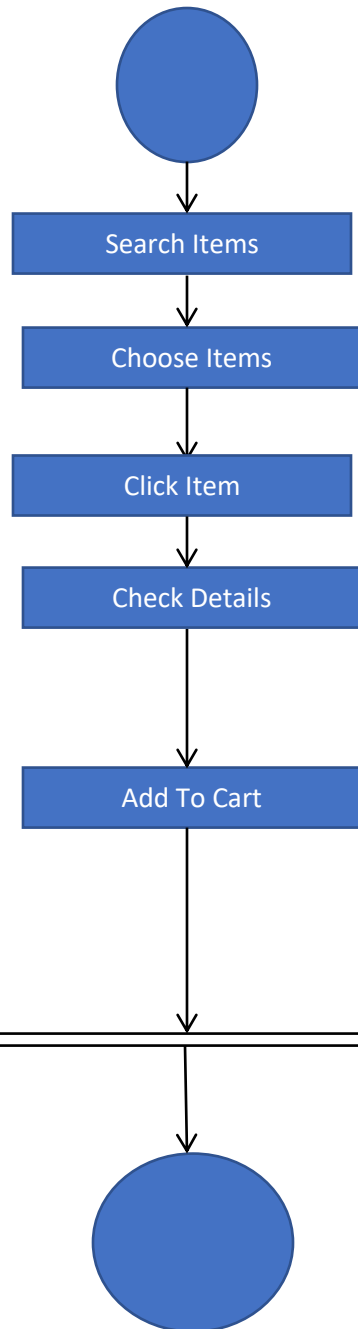 Search Items
Choose Items
Click Item
Check Details
Add To Cart